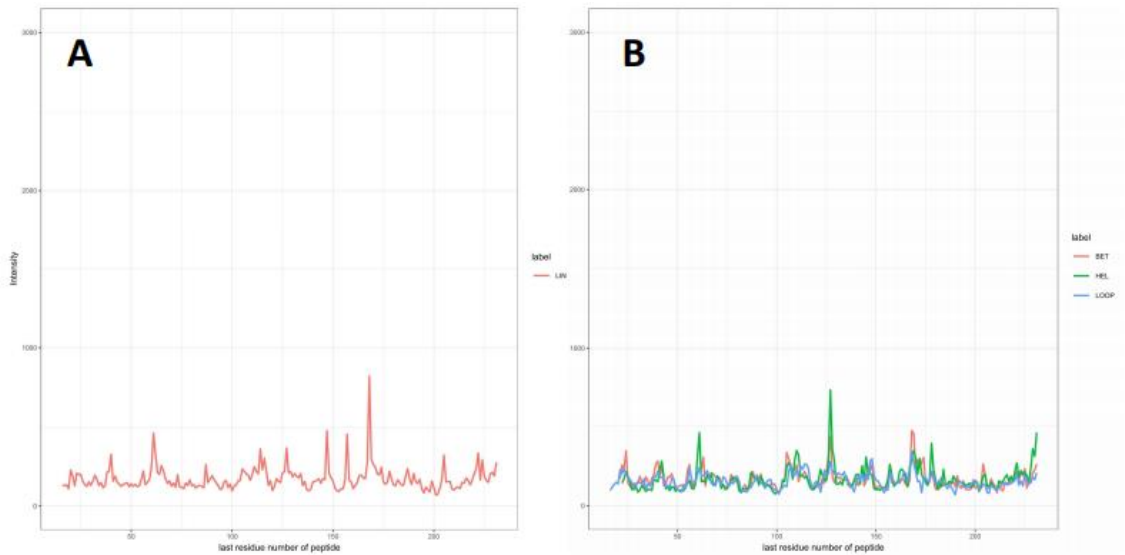 A
3000
2000
1000
0
Intensity
50
100
150
200
last residue number of peptide
label
LIN
B
3000
2000
1000
0
50
100
150
200
last residue number of peptide
label
BET
HEL
LOOP